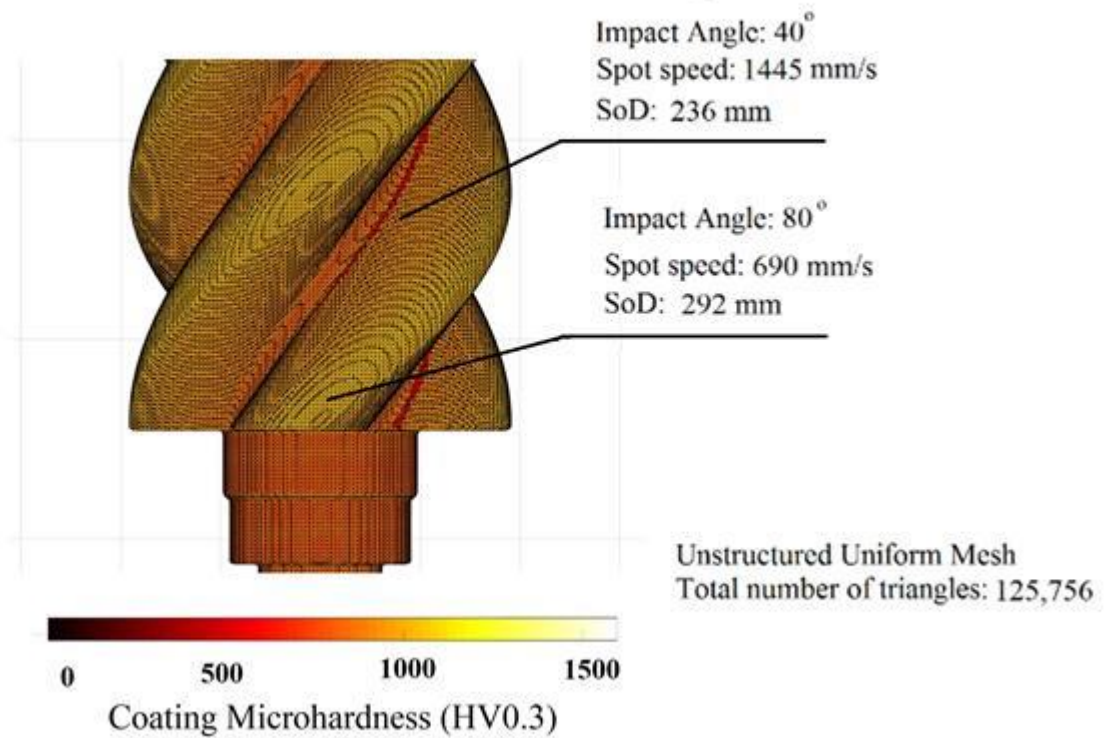 Impact Angle: 40°
Spot speed: 1445 mm/s
SoD: 236 mm
Impact Angle: 80°
Spot speed: 690 mm/s
SoD: 292 mm
Unstructured Uniform Mesh
Total number of triangles: 125,756
0 500 1000 1500
Coating Microhardness (HV0.3)